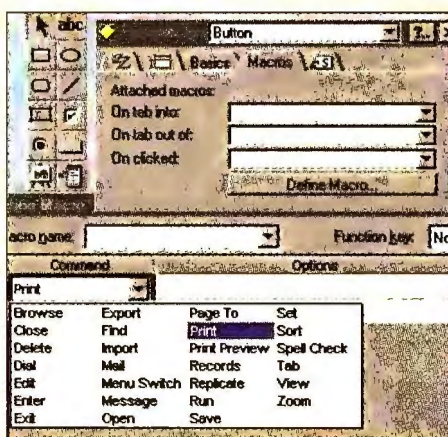 abc
Button
Basics Macros
Attached macros:
On tab into:
On tab out of:
On clicked:
Define Macro...
acro name:
Function key: No
Command Options
Print
Browse Export Page To Set
Close Find Print Sort
Delete Import Print Preview Spell Check
Dial Mail Records Tab
Edit Menu Switch Replicate View
Enter Message Run Zoom
Exit Open Save